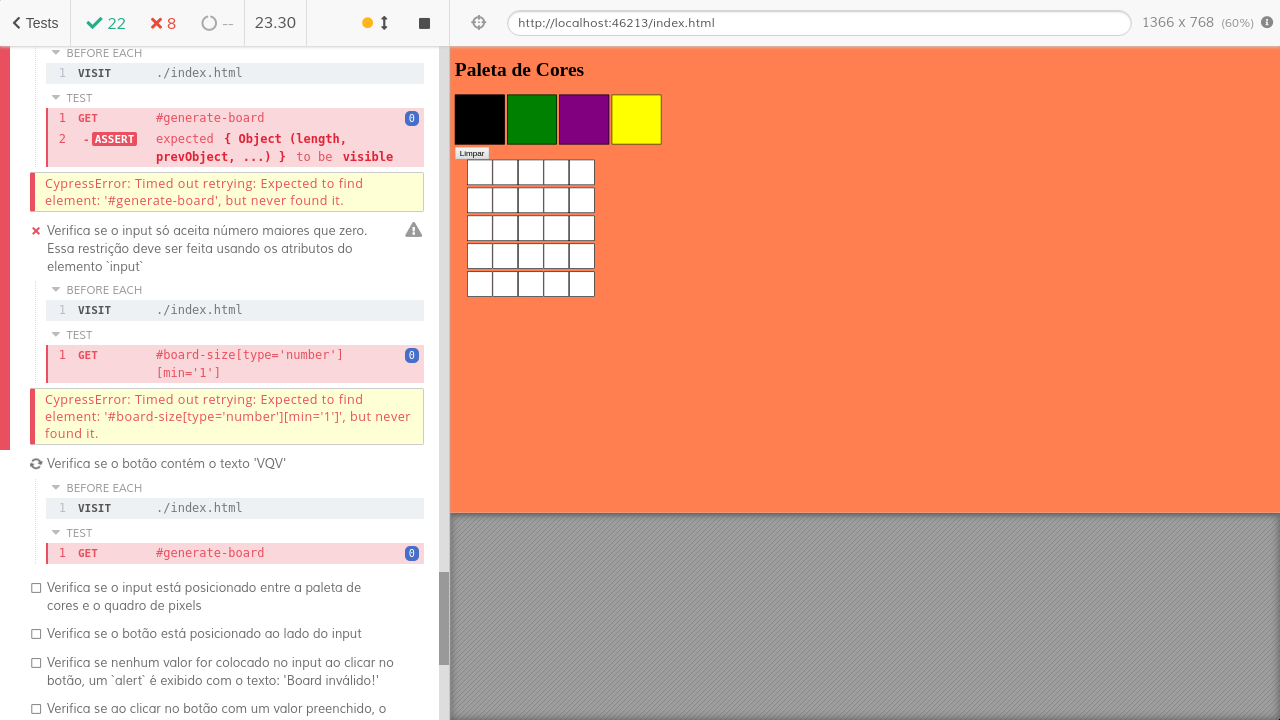 Tests
22
8
--
23.30
http://localhost:46213/index.html
1366 x 768 (60%)
BEFORE EACH
1 VISIT ./index.html
TEST
1 GET #generate-board 0
2 -ASSERT expected { Object (length,
prevObject, ...) } to be visible
CypressError: Timed out retrying: Expected to find
element: '#generate-board', but never found it.
Verifica se o input só aceita número maiores que zero.
Essa restrição deve ser feita usando os atributos do
elemento `input`
BEFORE EACH
1 VISIT ./index.html
TEST
1 GET #board-size[type='number'] 0
[min='1']
CypressError: Timed out retrying: Expected to find
element: '#board-size[type='number'][min='1']', but never
found it.
Verifica se o botão contém o texto 'VQV'
BEFORE EACH
1 VISIT ./index.html
TEST
1 GET #generate-board 0
Verifica se o input está posicionado entre a paleta de
cores e o quadro de pixels
Verifica se o botão está posicionado ao lado do input
Verifica se nenhum valor for colocado no input ao clicar no
botão, um `alert` é exibido com o texto: 'Board inválido!'
Verifica se ao clicar no botão com um valor preenchido, o
Paleta de Cores
Limpar